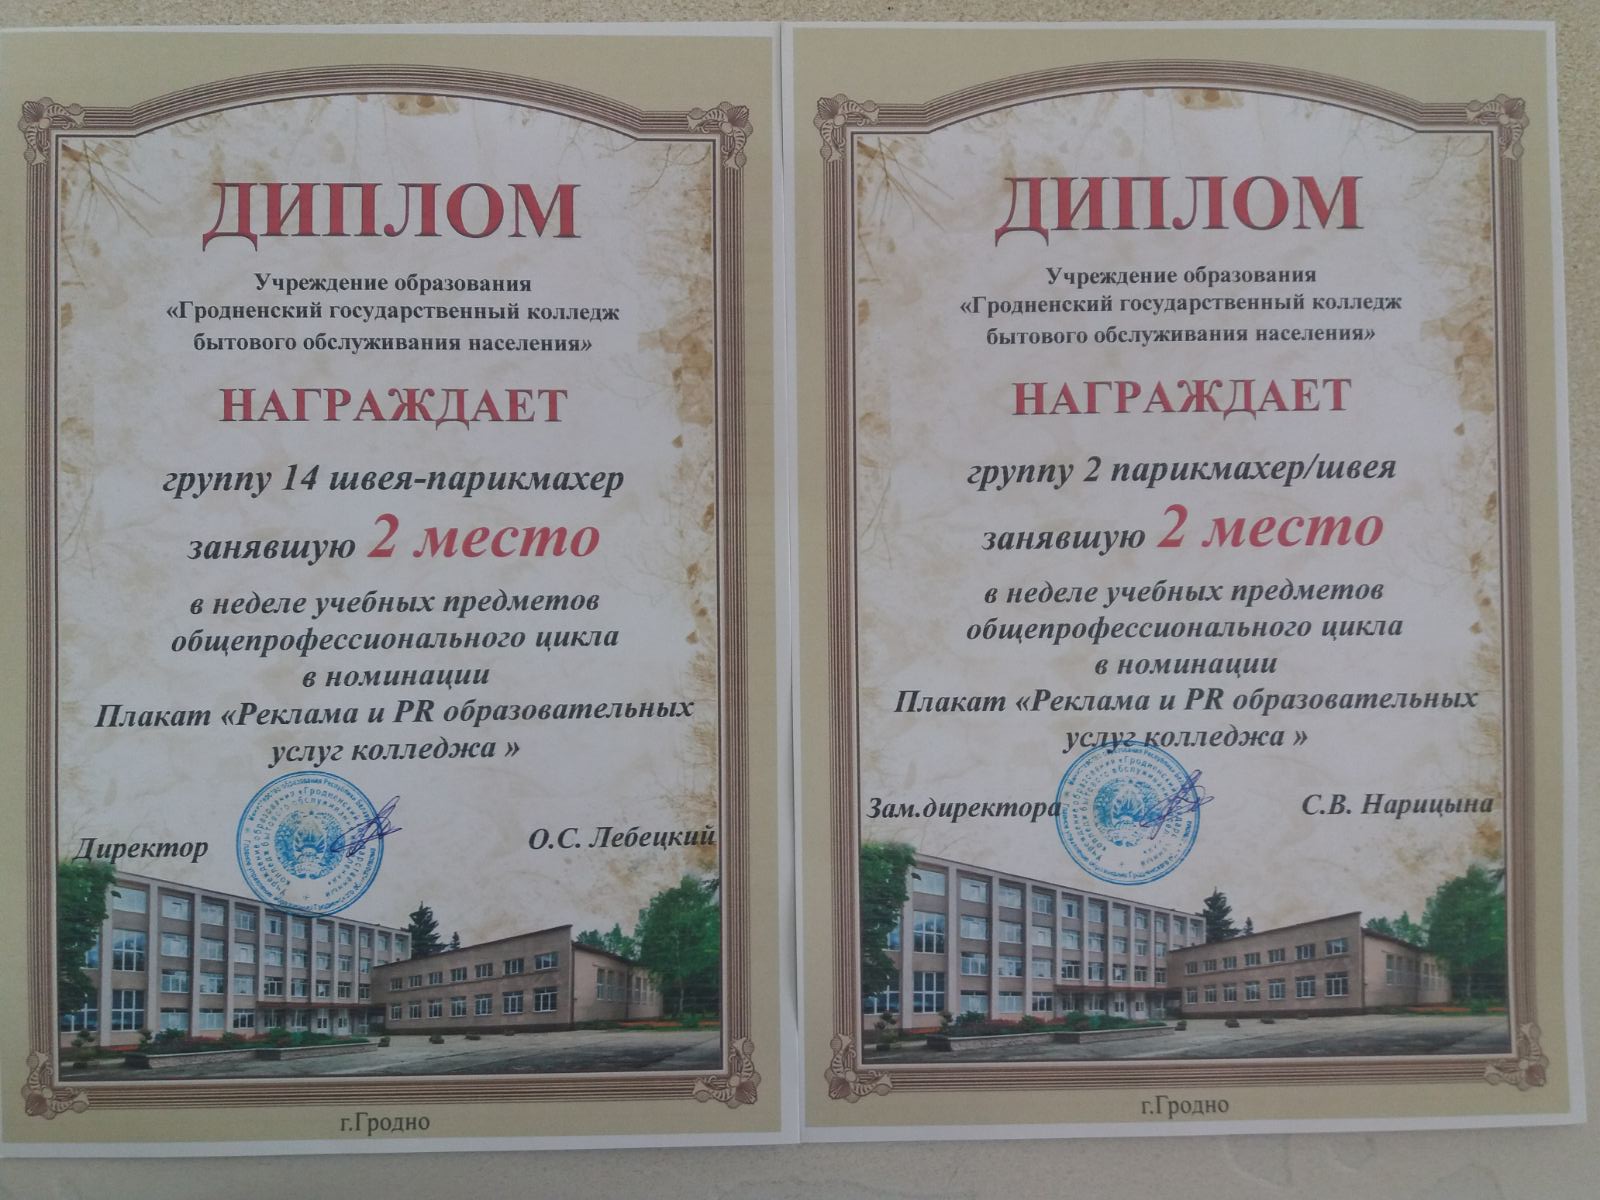 ДИПЛОМ
Учреждение образования
«Гродненский государственный колледж
бытового обслуживания населения»
НАГРАЖДАЕТ
группу 14 швея-парикмахер
занявшую 2 место
в неделе учебных предметов
общепрофессионального цикла
в номинации
Плакат «Реклама и PR образовательных
услуг колледжа »
Директор
О.С. Лебецкий
г.Гродно
ДИПЛОМ
Учреждение образования
«Гродненский государственный колледж
бытового обслуживания населения»
НАГРАЖДАЕТ
группу 2 парикмахер/швея
занявшую 2 место
в неделе учебных предметов
общепрофессионального цикла
в номинации
Плакат «Реклама и PR образовательных
услуг колледжа »
Зам.директора
С.В. Нарицына
г.Гродно